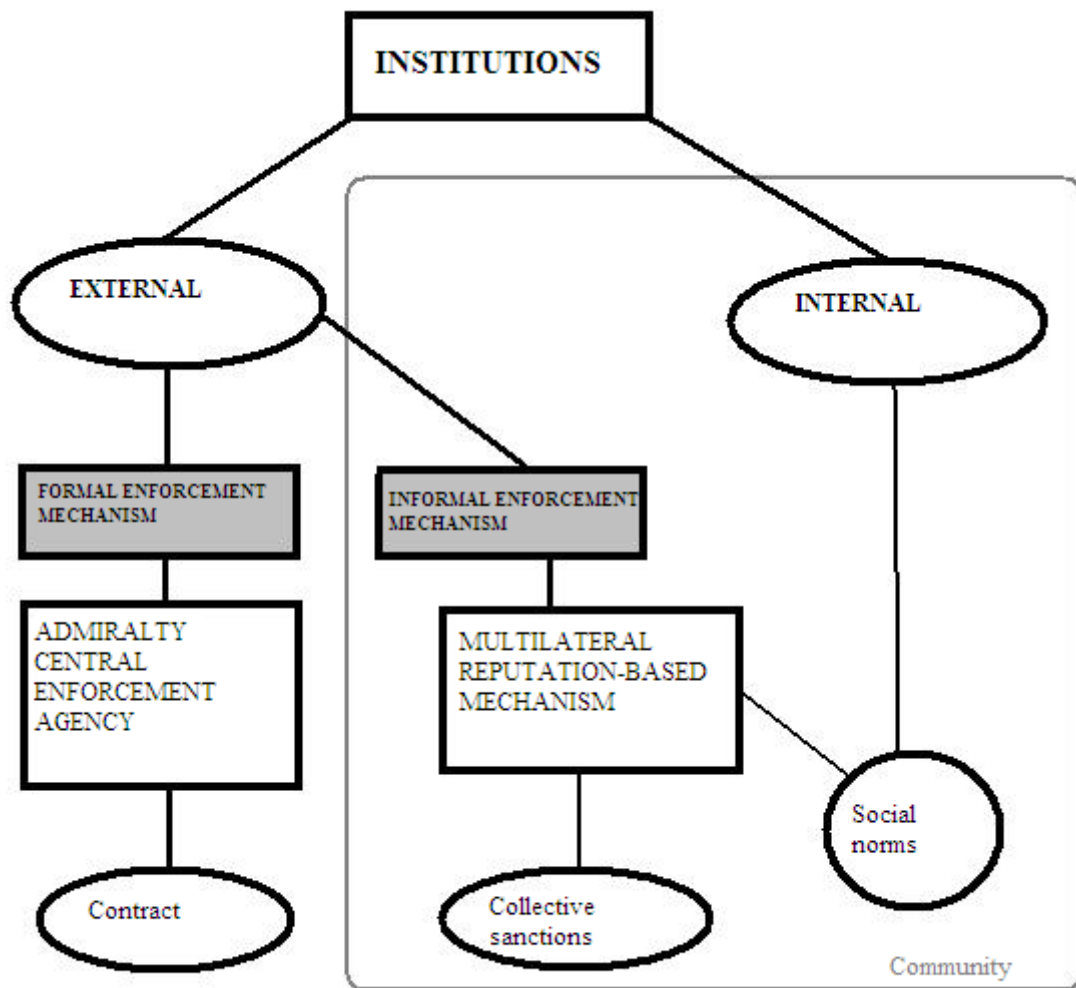 INSTITUTIONS
EXTERNAL
INTERNAL
FORMAL ENFORCEMENT
MECHANISM
INFORMAL ENFORCEMENT
MECHANISM
ADMIRALTY
CENTRAL
ENFORCEMENT
AGENCY
MULTILATERAL
REPUTATION-BASED
MECHANISM
Social
norms
Contract
Collective
sanctions
Community